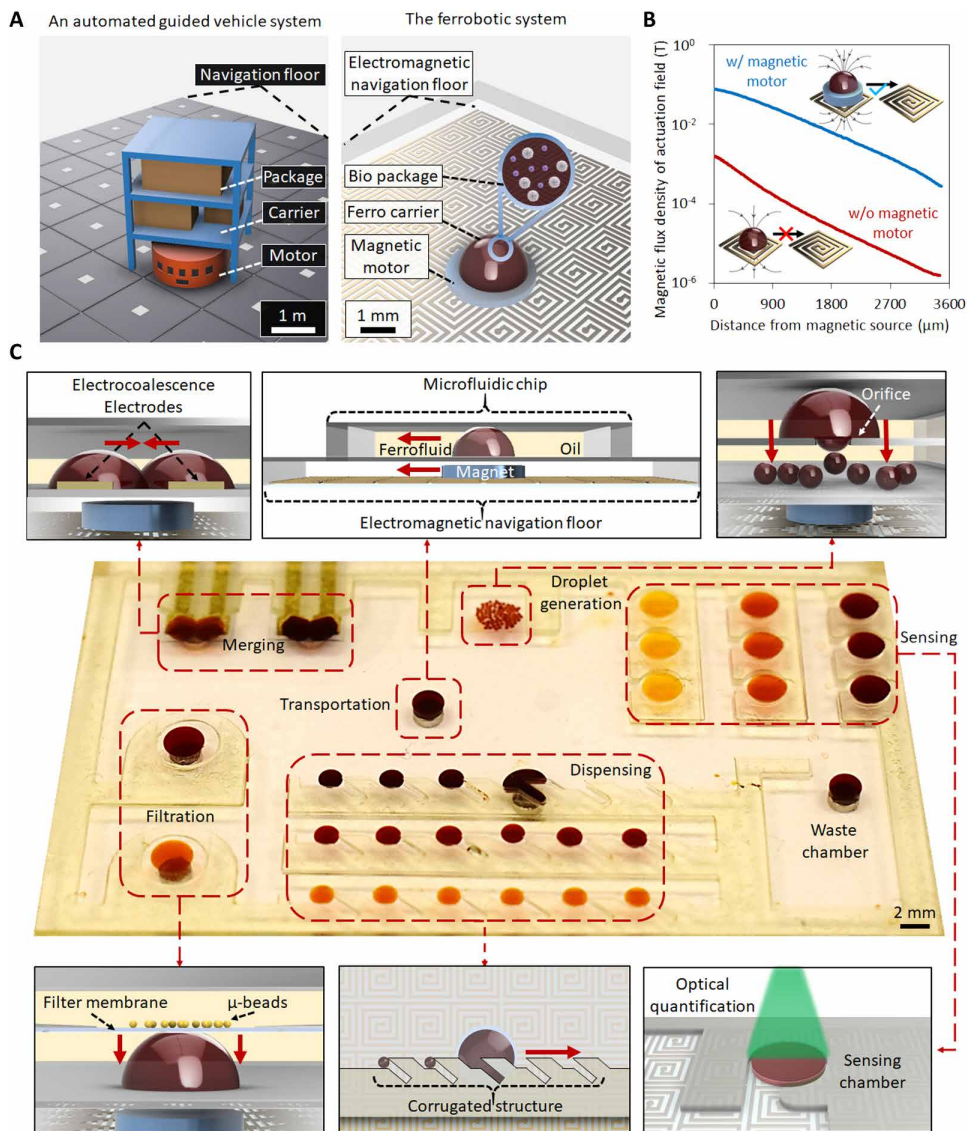 A
An automated guided vehicle system
The ferrobotic system
Navigation floor
Package
Carrier
Motor
1 m
Electromagnetic
navigation floor
Bio package
Ferro carrier
Magnetic
motor
1 mm
B
Magnetic flux density of actuation field (T)
10⁰
10⁻²
10⁻⁴
10⁻⁶
w/ magnetic
motor
w/o magnetic
motor
0
900
1800
2700
3600
Distance from magnetic source (μm)
C
Electrocoalescence
Electrodes
Microfluidic chip
Ferrofluid
Oil
Magnet
Electromagnetic navigation floor
Orifice
Droplet
generation
Merging
Sensing
Transportation
Dispensing
Filtration
Waste
chamber
2 mm
Filter membrane
μ-beads
Corrugated structure
Optical
quantification
Sensing
chamber